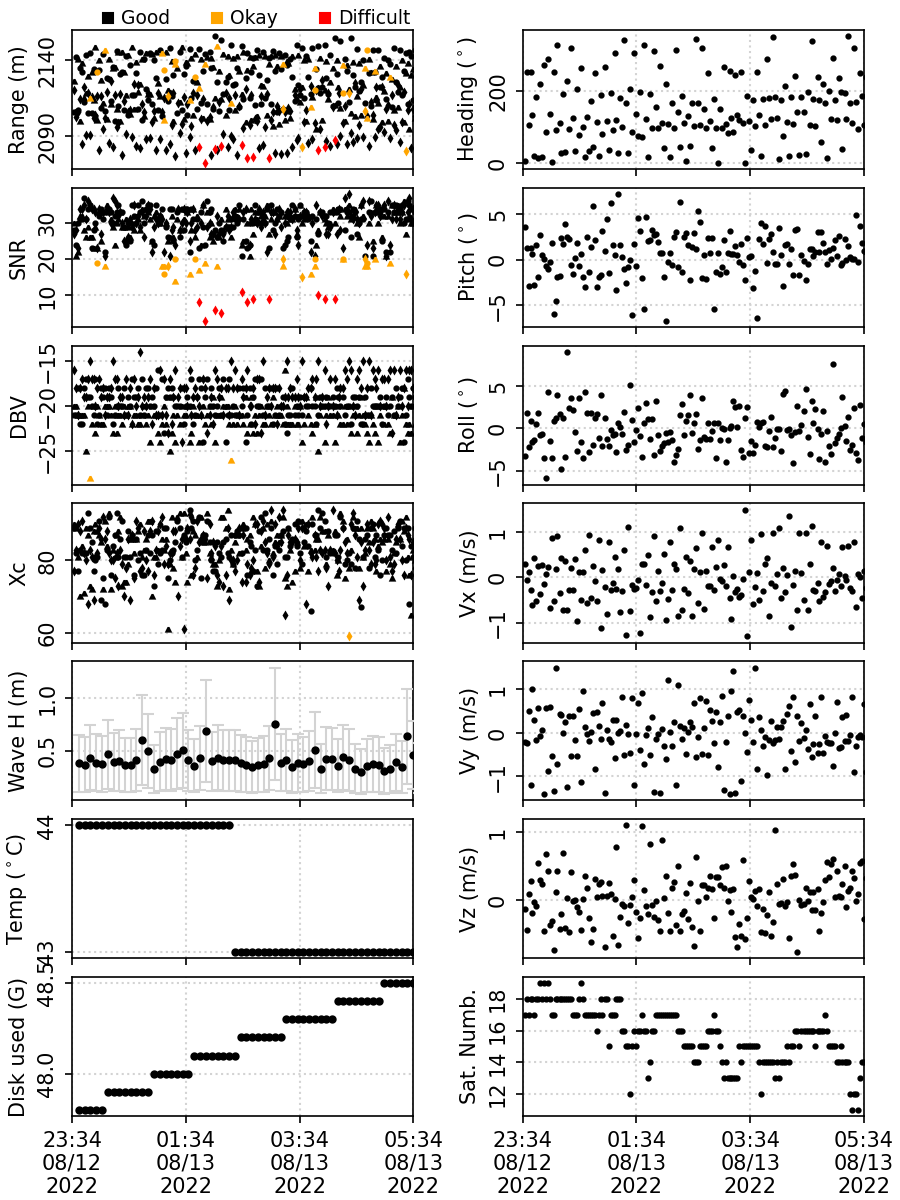 Good Okay Difficult
Range (m)
2140
2090
Heading (°)
200
0
SNR
30
20
10
Pitch (°)
5
0
−5
DBV
−15
−20
−25
Roll (°)
5
0
−5
Xc
80
60
Vx (m/s)
1
0
−1
Wave H (m)
1.0
0.5
Vy (m/s)
1
0
−1
Temp (°C)
44
43
Vz (m/s)
1
0
Disk used (G)
48.5
48.0
Sat. Numb.
18
16
14
12
23:34 01:34 03:34 05:34
08/12 08/13 08/13 08/13
2022 2022 2022 2022
23:34 01:34 03:34 05:34
08/12 08/13 08/13 08/13
2022 2022 2022 2022